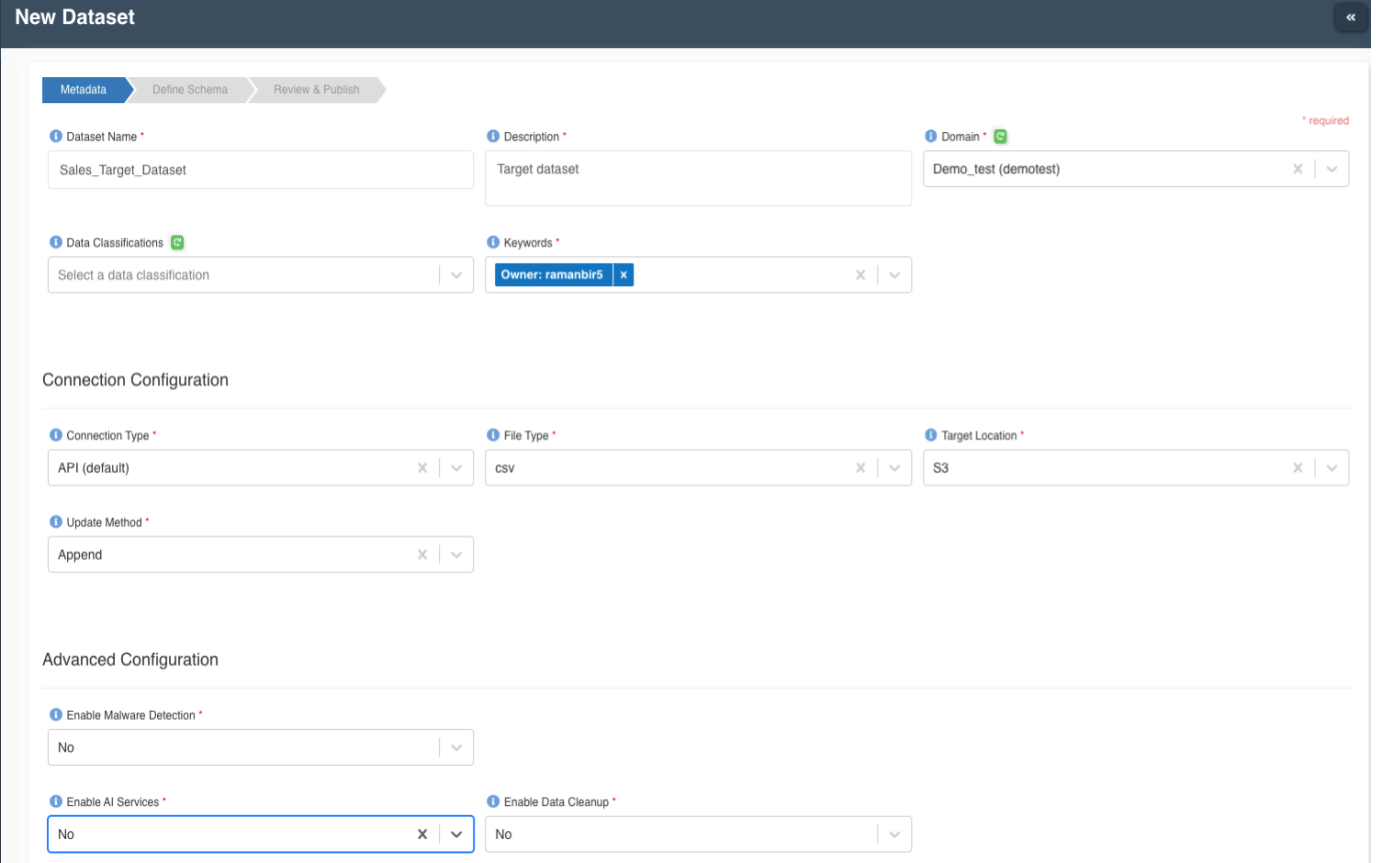 New Dataset
«
Metadata Define Schema Review & Publish
* required
Dataset Name * Description * Domain *
Sales_Target_Dataset Target dataset Demo_test (demotest)
Data Classifications Keywords *
Select a data classification Owner: ramanbir5 ×
Connection Configuration
Connection Type * File Type * Target Location *
API (default) csv S3
Update Method *
Append
Advanced Configuration
Enable Malware Detection *
No
Enable AI Services * Enable Data Cleanup *
No No